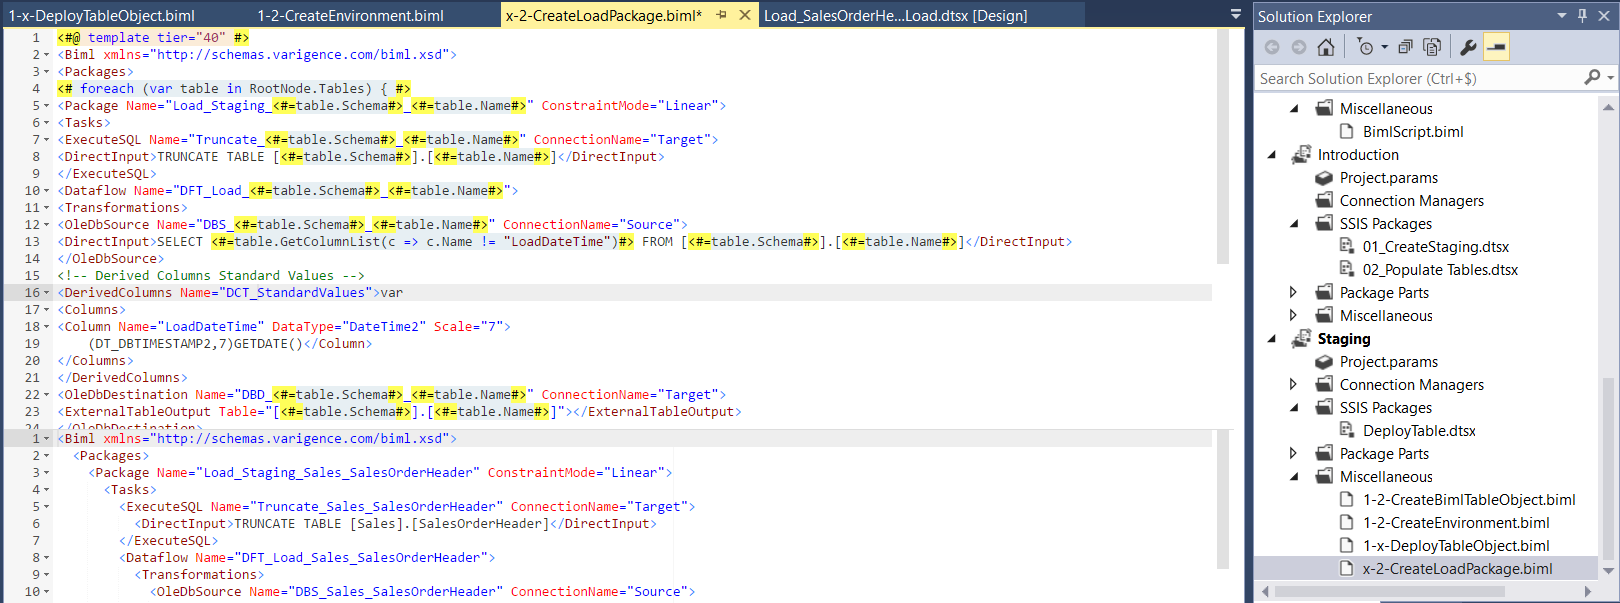 1-x-DeployTableObject.biml
1-2-CreateEnvironment.biml
x-2-CreateLoadPackage.biml*
Load_SalesOrderHe...Load.dtsx [Design]
1 <#@ template tier="40" #>
2 <Biml xmlns="http://schemas.varigence.com/biml.xsd">
3 <Packages>
4 <# foreach (var table in RootNode.Tables) { #>
5 <Package Name="Load_Staging_<#=table.Schema#>_<#=table.Name#>" ConstraintMode="Linear">
6 <Tasks>
7 <ExecuteSQL Name="Truncate_<#=table.Schema#>_<#=table.Name#>" ConnectionName="Target">
8 <DirectInput>TRUNCATE TABLE [<#=table.Schema#>].[<#=table.Name#>]</DirectInput>
9 </ExecuteSQL>
10 <Dataflow Name="DFT_Load_<#=table.Schema#>_<#=table.Name#>">
11 <Transformations>
12 <OleDbSource Name="DBS_<#=table.Schema#>_<#=table.Name#>" ConnectionName="Source">
13 <DirectInput>SELECT <#=table.GetColumnList(c => c.Name != "LoadDateTime")#> FROM [<#=table.Schema#>].[<#=table.Name#>]</DirectInput>
14 </OleDbSource>
15 <!-- Derived Columns Standard Values -->
16 <DerivedColumns Name="DCT_StandardValues">var
17 <Columns>
18 <Column Name="LoadDateTime" DataType="DateTime2" Scale="7">
19 (DT_DBTIMESTAMP2,7)GETDATE()</Column>
20 </Columns>
21 </DerivedColumns>
22 <OleDbDestination Name="DBD_<#=table.Schema#>_<#=table.Name#>" ConnectionName="Target">
23 <ExternalTableOutput Table="[<#=table.Schema#>].[<#=table.Name#>]"></ExternalTableOutput>
24 </OleDbDestination>
1 <Biml xmlns="http://schemas.varigence.com/biml.xsd">
2 <Packages>
3 <Package Name="Load_Staging_Sales_SalesOrderHeader" ConstraintMode="Linear">
4 <Tasks>
5 <ExecuteSQL Name="Truncate_Sales_SalesOrderHeader" ConnectionName="Target">
6 <DirectInput>TRUNCATE TABLE [Sales].[SalesOrderHeader]</DirectInput>
7 </ExecuteSQL>
8 <Dataflow Name="DFT_Load_Sales_SalesOrderHeader">
9 <Transformations>
10 <OleDbSource Name="DBS_Sales_SalesOrderHeader" ConnectionName="Source">
Solution Explorer
Search Solution Explorer (Ctrl+$)
Miscellaneous
BimlScript.biml
Introduction
Project.params
Connection Managers
SSIS Packages
01_CreateStaging.dtsx
02_Populate Tables.dtsx
Package Parts
Miscellaneous
Staging
Project.params
Connection Managers
SSIS Packages
DeployTable.dtsx
Package Parts
Miscellaneous
1-2-CreateBimlTableObject.biml
1-2-CreateEnvironment.biml
1-x-DeployTableObject.biml
x-2-CreateLoadPackage.biml